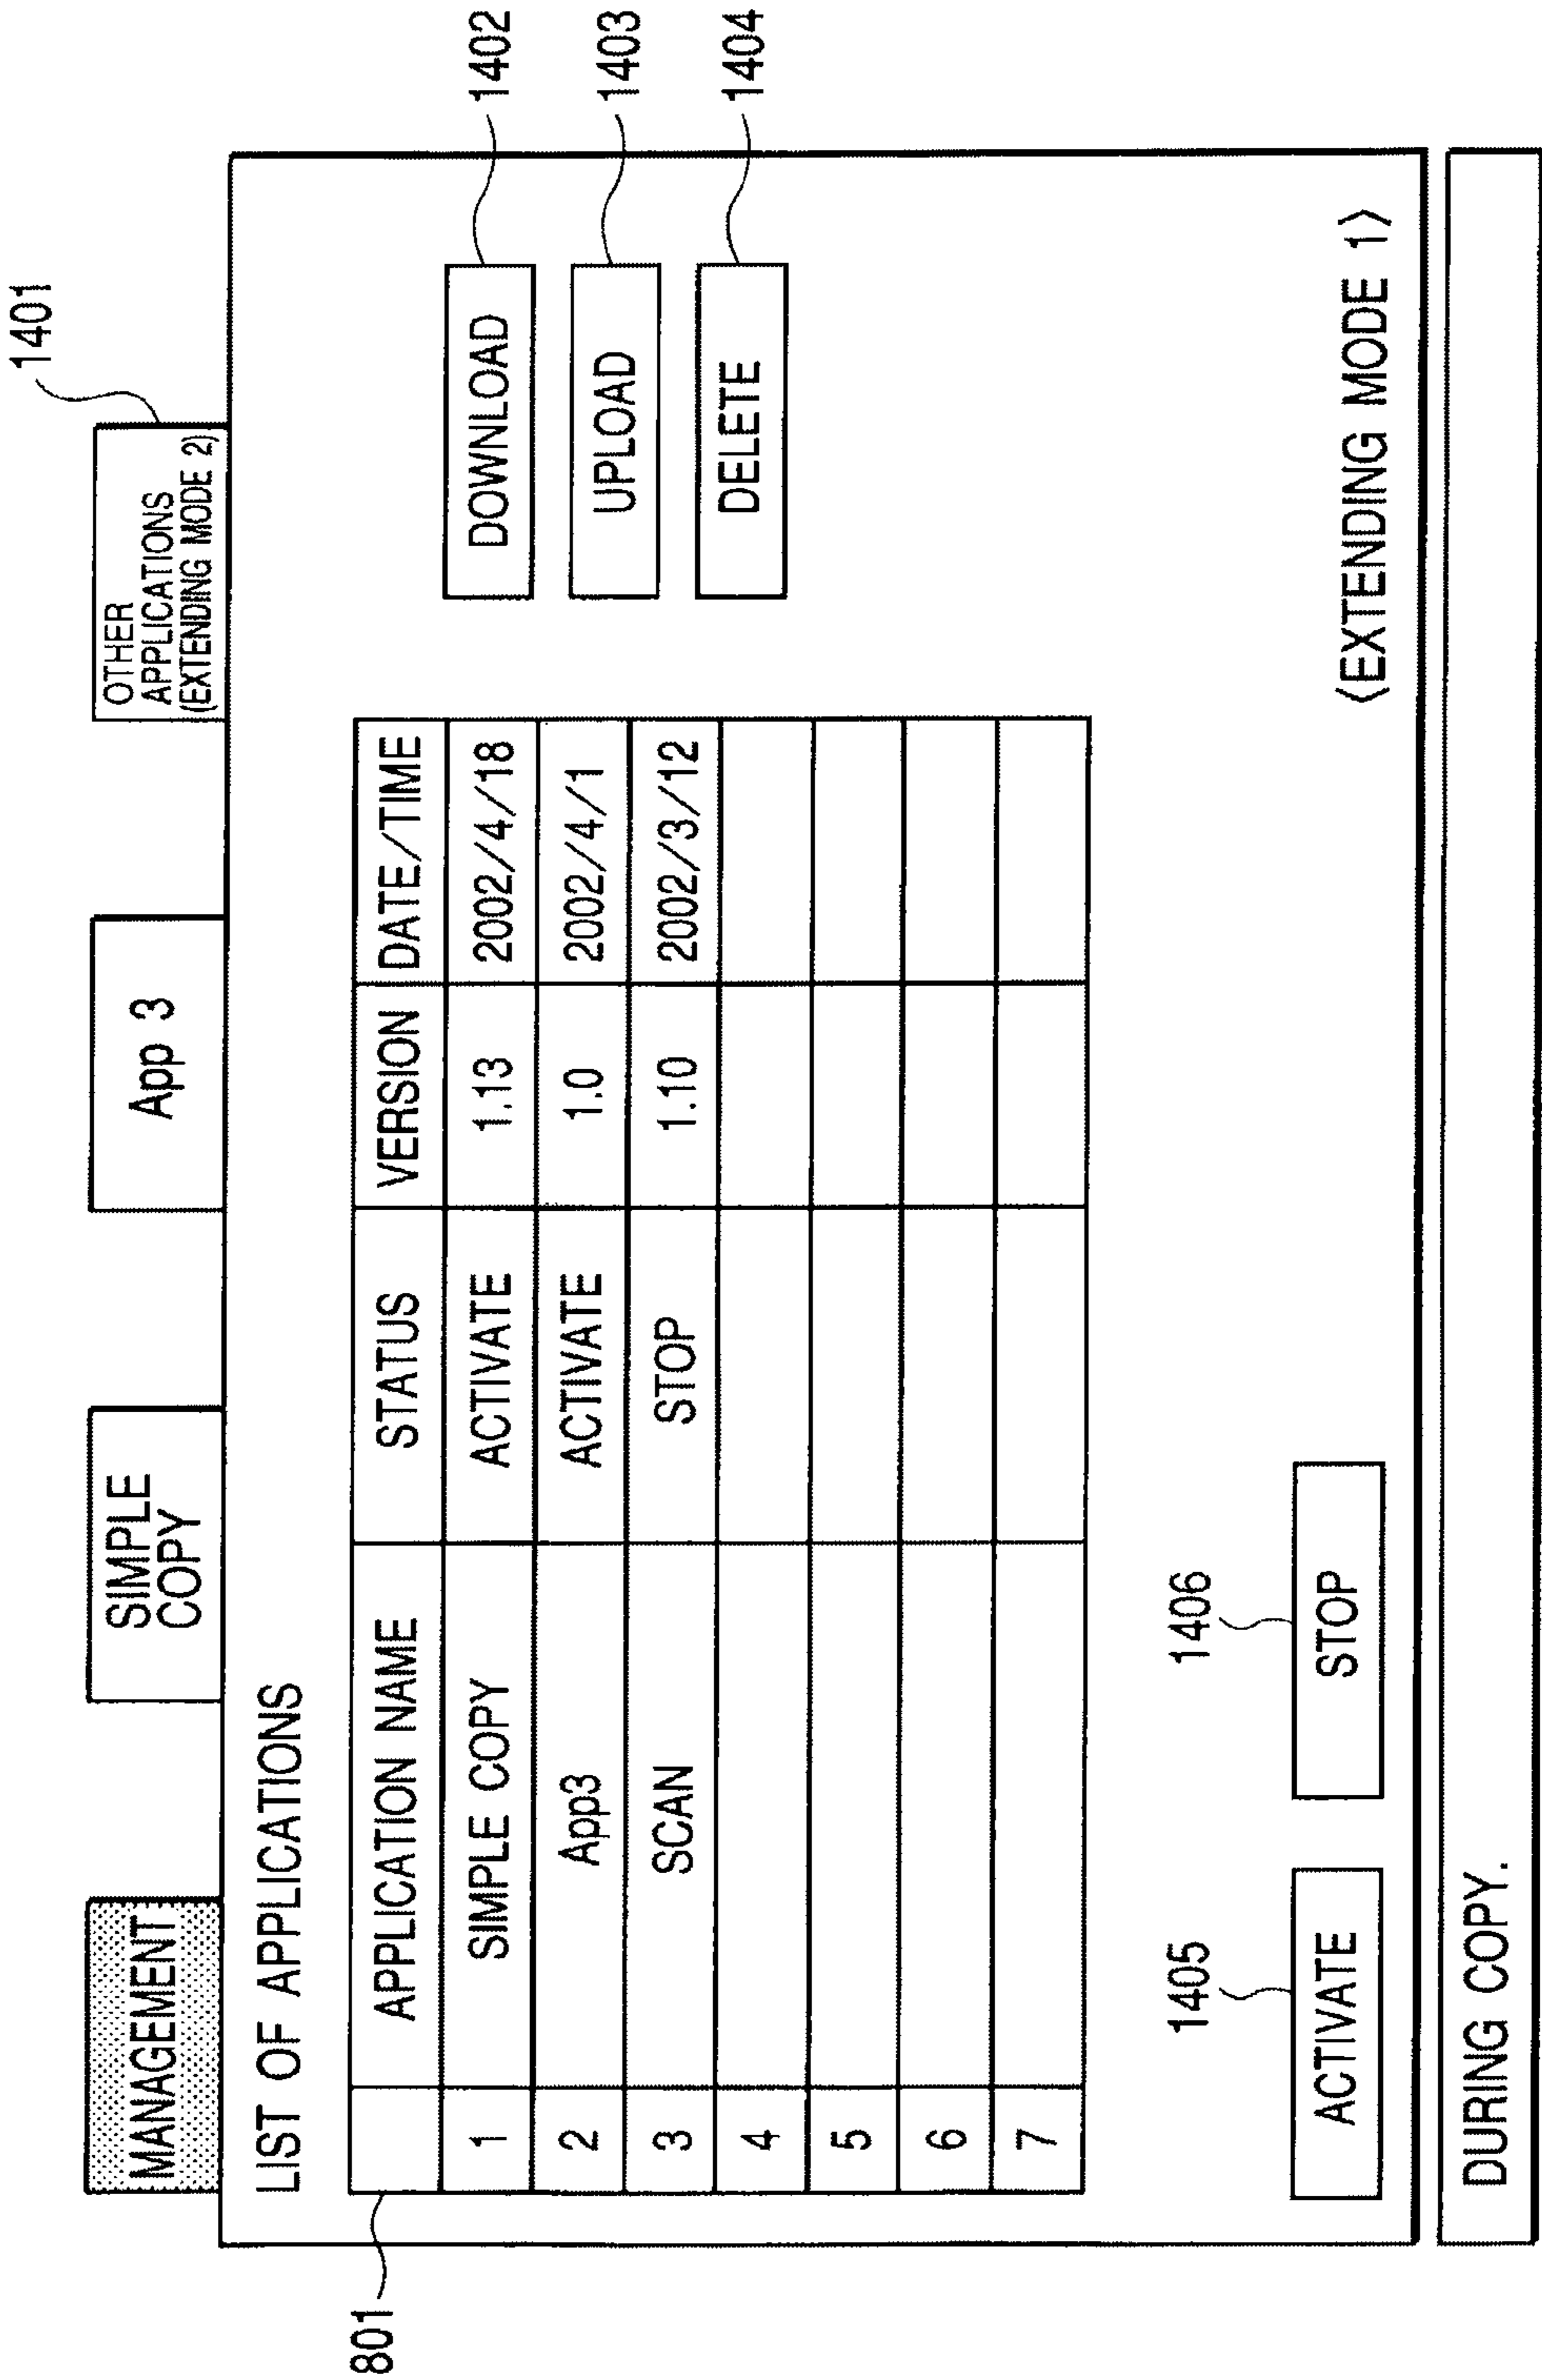 1401
MANAGEMENT
SIMPLE
COPY
App 3
OTHER
APPLICATIONS
(EXTENDING MODE 2)
LIST OF APPLICATIONS
801
APPLICATION NAME STATUS VERSION DATE/TIME
1 SIMPLE COPY ACTIVATE 1.13 2002/4/18
2 App3 ACTIVATE 1.0 2002/4/1
3 SCAN STOP 1.10 2002/3/12
4
5
6
7
DOWNLOAD 1402
UPLOAD 1403
DELETE 1404
1405 1406
ACTIVATE STOP
〈EXTENDING MODE 1〉
DURING COPY.